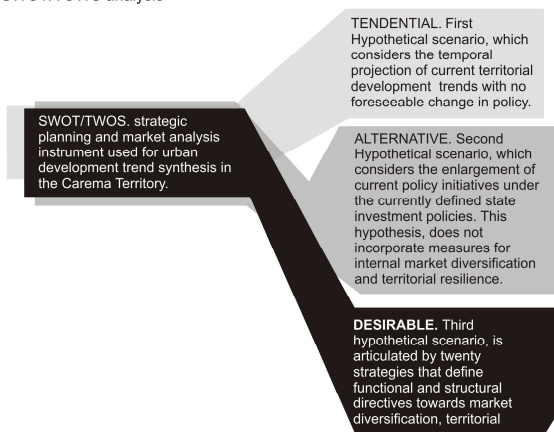 TENDENTIAL. First
Hypothetical scenario, which
considers the temporal
projection of current territorial
development trends with no
foreseeable change in policy.
SWOT/TWOS. strategic
planning and market analysis
instrument used for urban
development trend synthesis in
the Carema Territory.
ALTERNATIVE. Second
Hypothetical scenario, which
considers the enlargement of
current policy initiatives under
the currently defined state
investment policies. This
hypothesis, does not
incorporate measures for
internal market diversification
and territorial resilience.
DESIRABLE. Third
hypothetical scenario, is
articulated by twenty
strategies that define
functional and structural
directives towards market
diversification, territorial